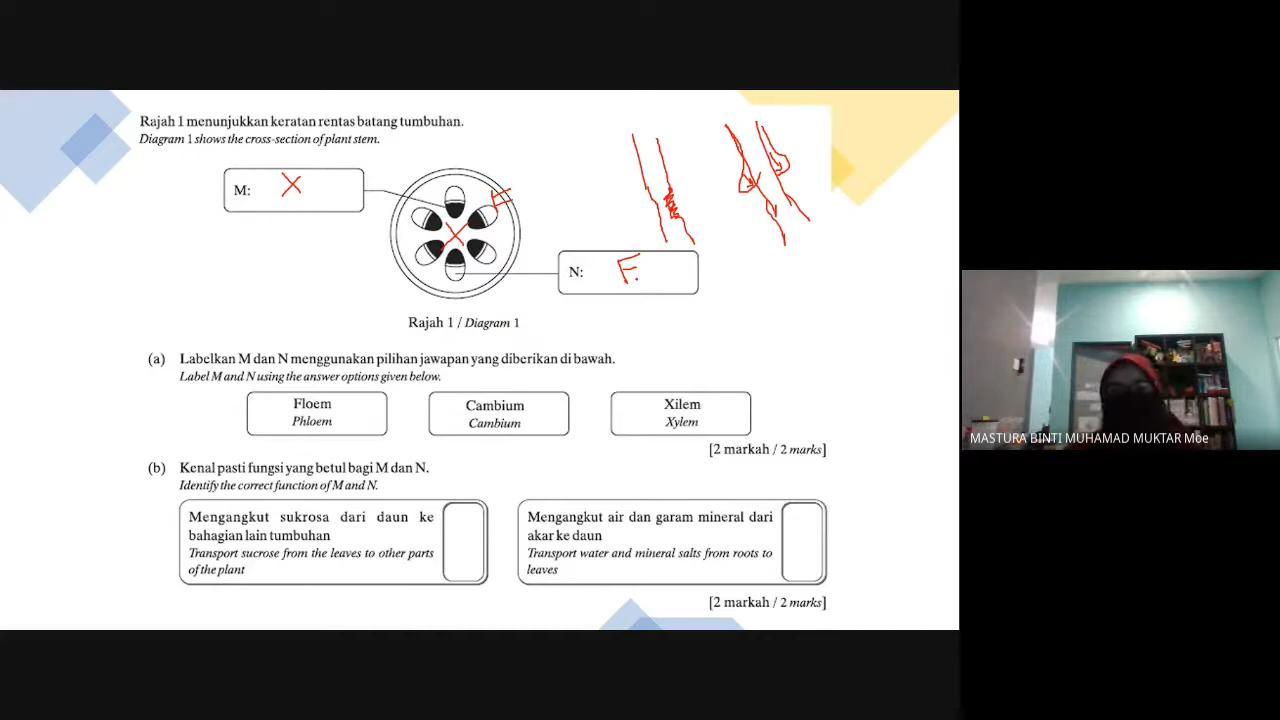 Rajah 1 menunjukkan keratan rentas batang tumbuhan.
Diagram 1 shows the cross-section of plant stem.
M: X
X
N: F.
Rajah 1 / Diagram 1
(a) Labelkan M dan N menggunakan pilihan jawapan yang diberikan di bawah.
Label M and N using the answer options given below.
Floem
Phloem
Cambium
Cambium
Xilem
Xylem
[2 markah / 2 marks]
(b) Kenal pasti fungsi yang betul bagi M dan N.
Identify the correct function of M and N.
Mengangkut sukrosa dari daun ke
bahagian lain tumbuhan
Transport sucrose from the leaves to other parts
of the plant
Mengangkut air dan garam mineral dari
akar ke daun
Transport water and mineral salts from roots to
leaves
[2 markah / 2 marks]
MASTURA BINTI MUHAMAD MUKTAR Moe